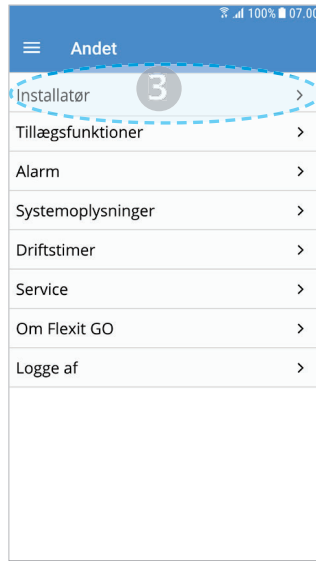 100% 07.00
Andet
Installatør
3
Tillægsfunktioner
Alarm
Systemoplysninger
Driftstimer
Service
Om Flexit GO
Logge af